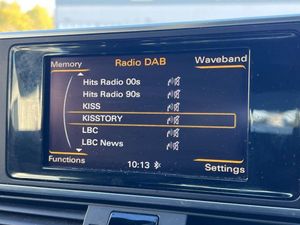 Memory
Radio DAB
Waveband
Hits Radio 00s
Hits Radio 90s
KISS
KISSTORY
LBC
LBC News
Functions
10:13
Settings